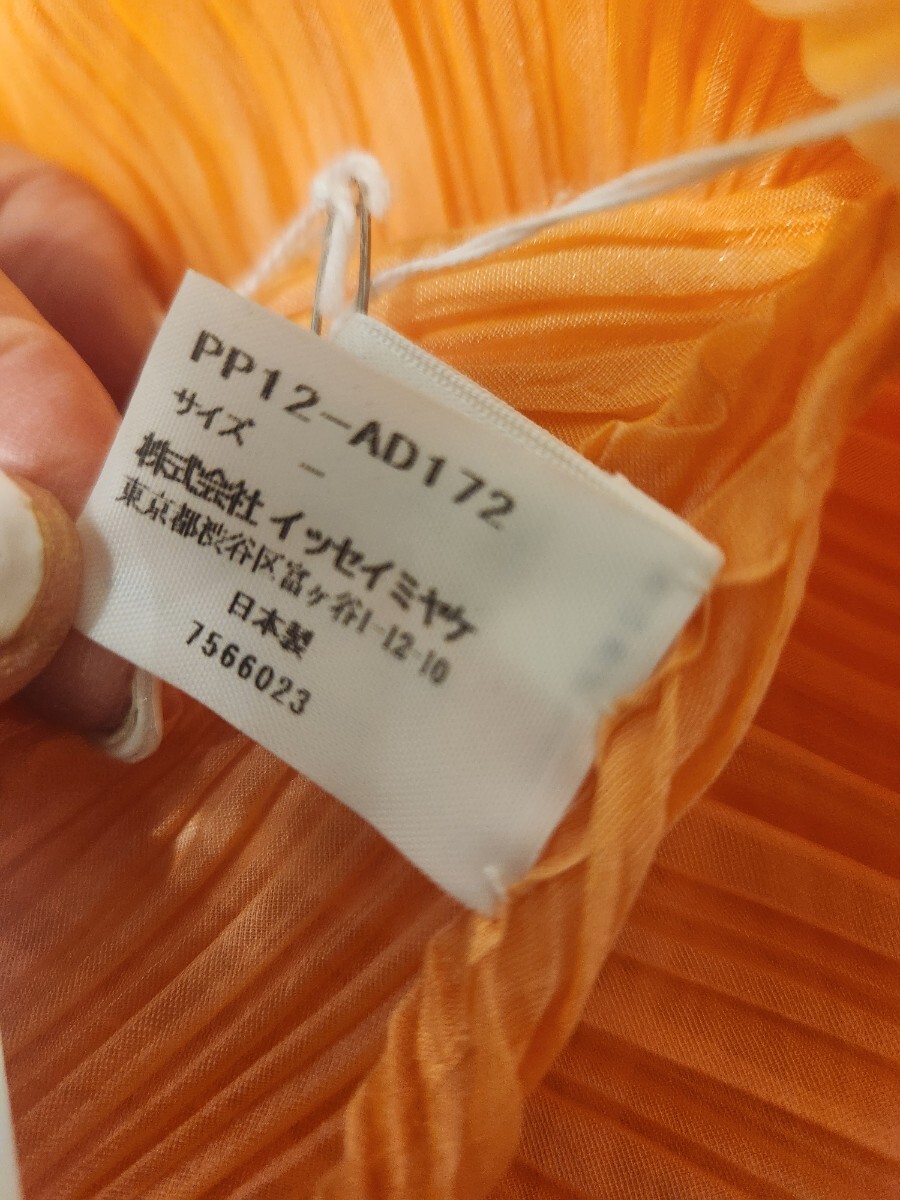 PP12-AD172
サイズ -
株式会社 イッセイミヤケ
東京都渋谷区富ヶ谷1-12-10
日本製
7566023